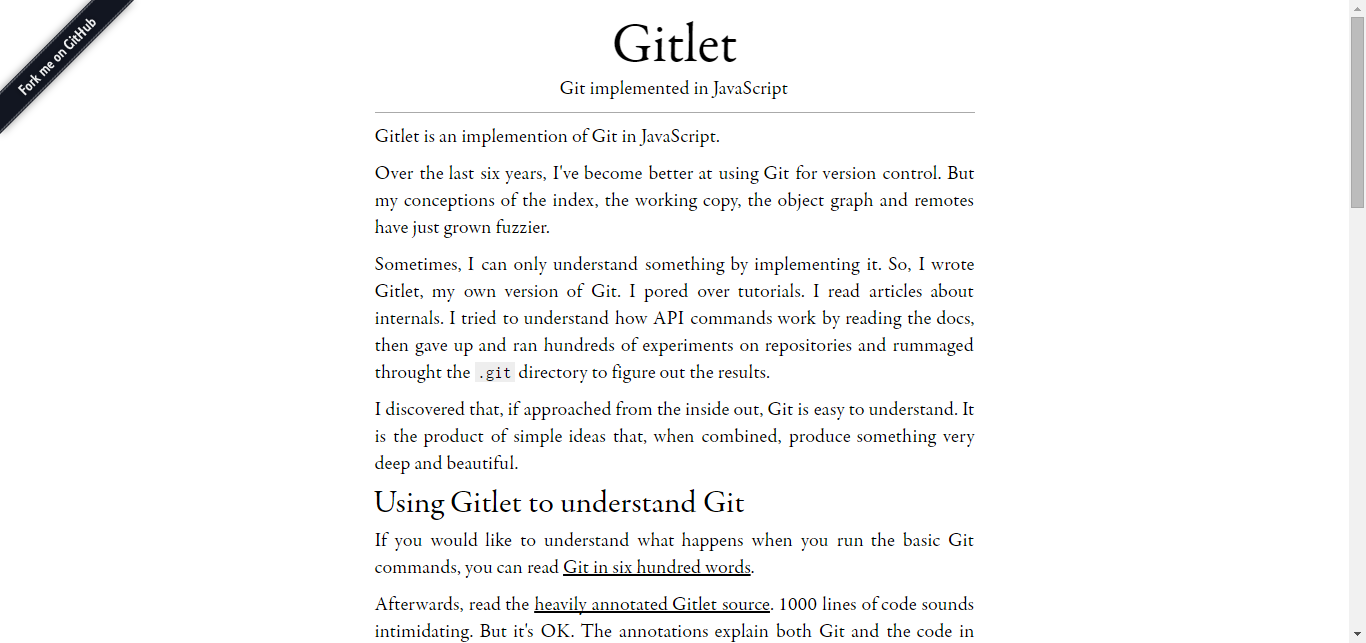 Fork me on GitHub
Gitlet
Git implemented in JavaScript
Gitlet is an implemention of Git in JavaScript.
Over the last six years, I've become better at using Git for version control. But
my conceptions of the index, the working copy, the object graph and remotes
have just grown fuzzier.
Sometimes, I can only understand something by implementing it. So, I wrote
Gitlet, my own version of Git. I pored over tutorials. I read articles about
internals. I tried to understand how API commands work by reading the docs,
then gave up and ran hundreds of experiments on repositories and rummaged
throught the .git directory to figure out the results.
I discovered that, if approached from the inside out, Git is easy to understand. It
is the product of simple ideas that, when combined, produce something very
deep and beautiful.
Using Gitlet to understand Git
If you would like to understand what happens when you run the basic Git
commands, you can read Git in six hundred words.
Afterwards, read the heavily annotated Gitlet source. 1000 lines of code sounds
intimidating. But it's OK. The annotations explain both Git and the code in